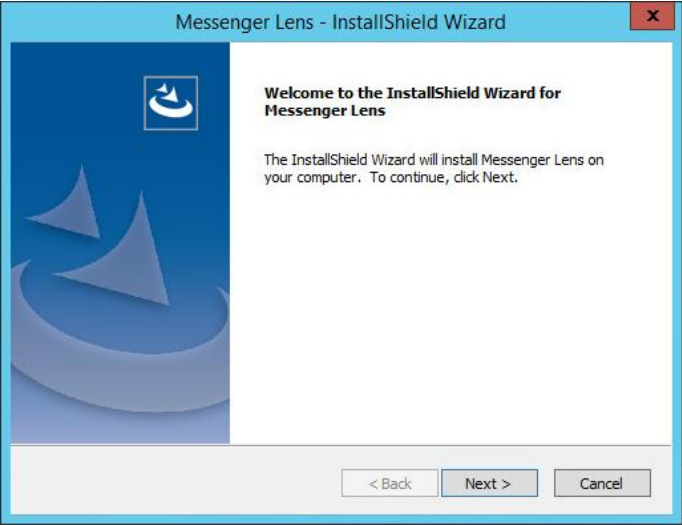 Messenger Lens - InstallShield Wizard
x
Welcome to the InstallShield Wizard for
Messenger Lens
The InstallShield Wizard will install Messenger Lens on
your computer. To continue, click Next.
< Back
Next >
Cancel